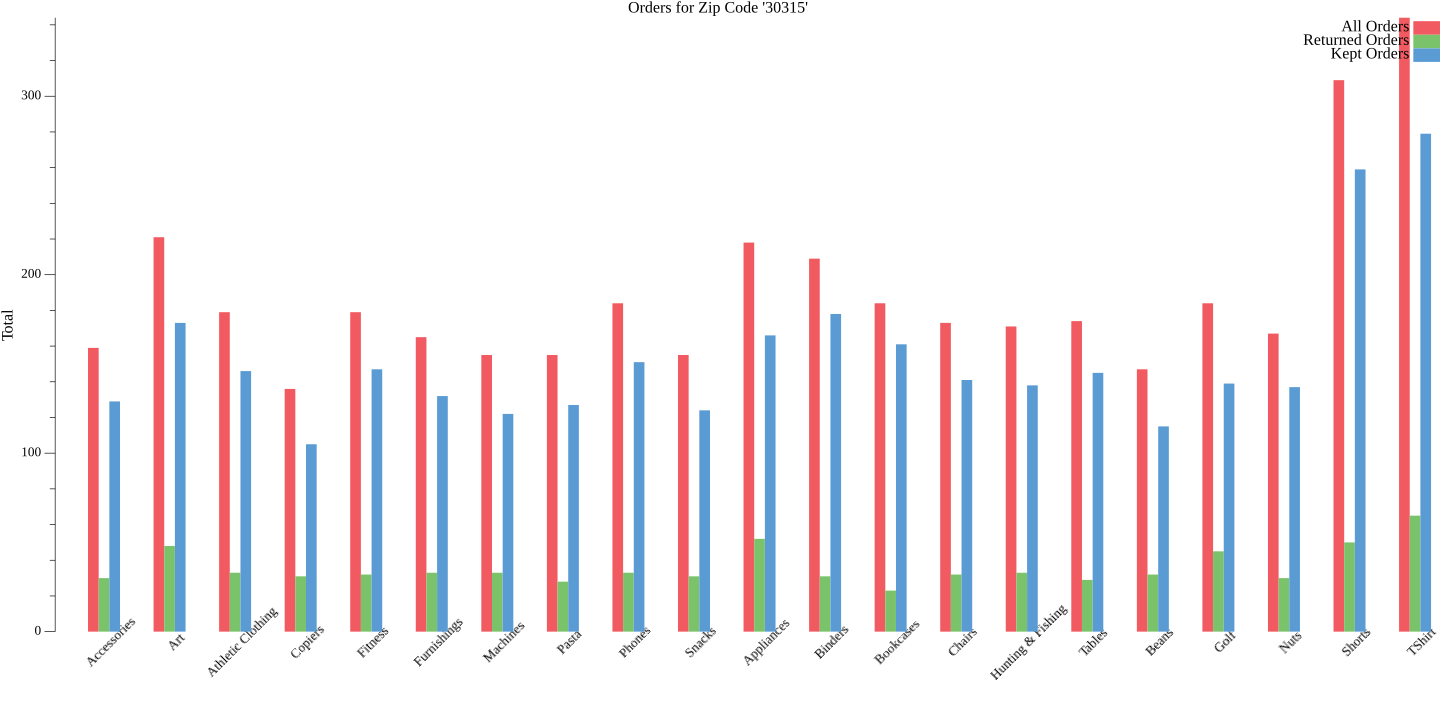 Orders for Zip Code '30315'
All Orders
Returned Orders
Kept Orders
Total
300
200
100
0
Accessories
Art
Athletic Clothing
Copiers
Fitness
Furnishings
Machines
Pasta
Phones
Snacks
Appliances
Binders
Bookcases
Chairs
Hunting & Fishing
Tables
Beans
Golf
Nuts
Shorts
TShirt